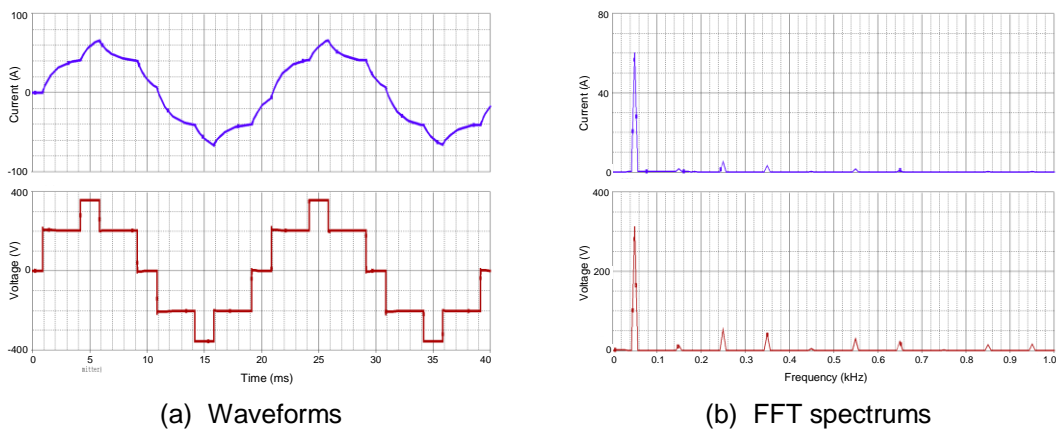 100
Current (A)
0
-100
400
Voltage (V)
0
-400
0 5 10 15 20 25 30 35 40
Time (ms)
(a) Waveforms
80
Current (A)
40
0
400
Voltage (V)
200
0
0 0.1 0.2 0.3 0.4 0.5 0.6 0.7 0.8 0.9 1.0
Frequency (kHz)
(b) FFT spectrums